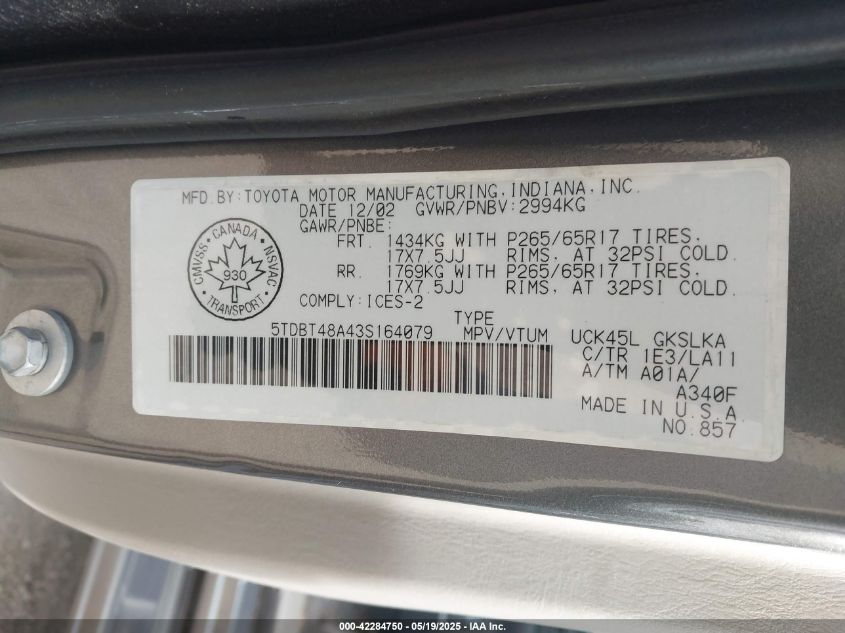 MFD. BY: TOYOTA MOTOR MANUFACTURING, INDIANA, INC.
DATE 12/02 GVWR/PNBV: 2994KG
GAWR/PNBE:
FRT. 1434KG WITH P265/65R17 TIRES,
17X7.5JJ RIMS, AT 32PSI COLD.
RR. 1769KG WITH P265/65R17 TIRES,
17X7.5JJ RIMS, AT 32PSI COLD.
COMPLY: ICES-2
CMVSS · CANADA · NSVAC
930
· TRANSPORT ·
TYPE
5TDBT48A43S164079 MPV/VTUM UCK45L GKSLKA
C/TR 1E3/LA11
A/TM A01A/
A340F
MADE IN U.S.A.
NO. 857
000-42284750 - 05/19/2025 - IAA Inc.